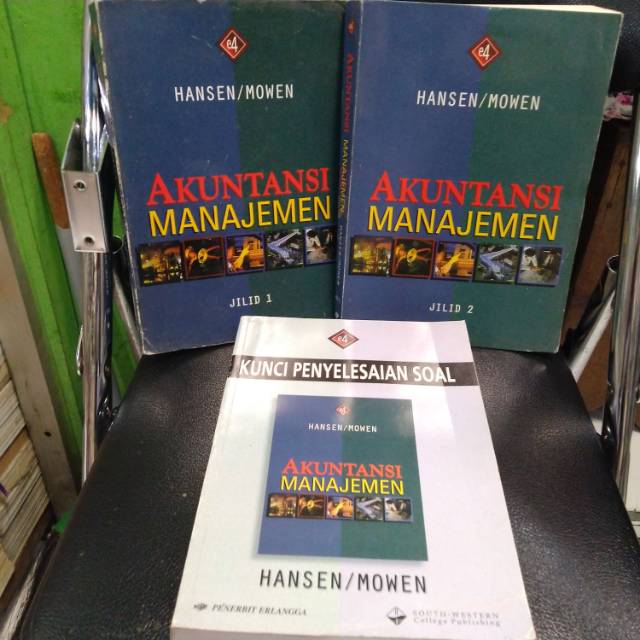 e4
HANSEN/MOWEN
AKUNTANSI
MANAJEMEN
JILID 1
AKUNTANSI MANAJEMEN
e4
HANSEN/MOWEN
AKUNTANSI
MANAJEMEN
JILID 2
e4
KUNCI PENYELESAIAN SOAL
e4
HANSEN/MOWEN
AKUNTANSI
MANAJEMEN
HANSEN/MOWEN
PENERBIT ERLANGGA
SOUTH-WESTERN
College Publishing